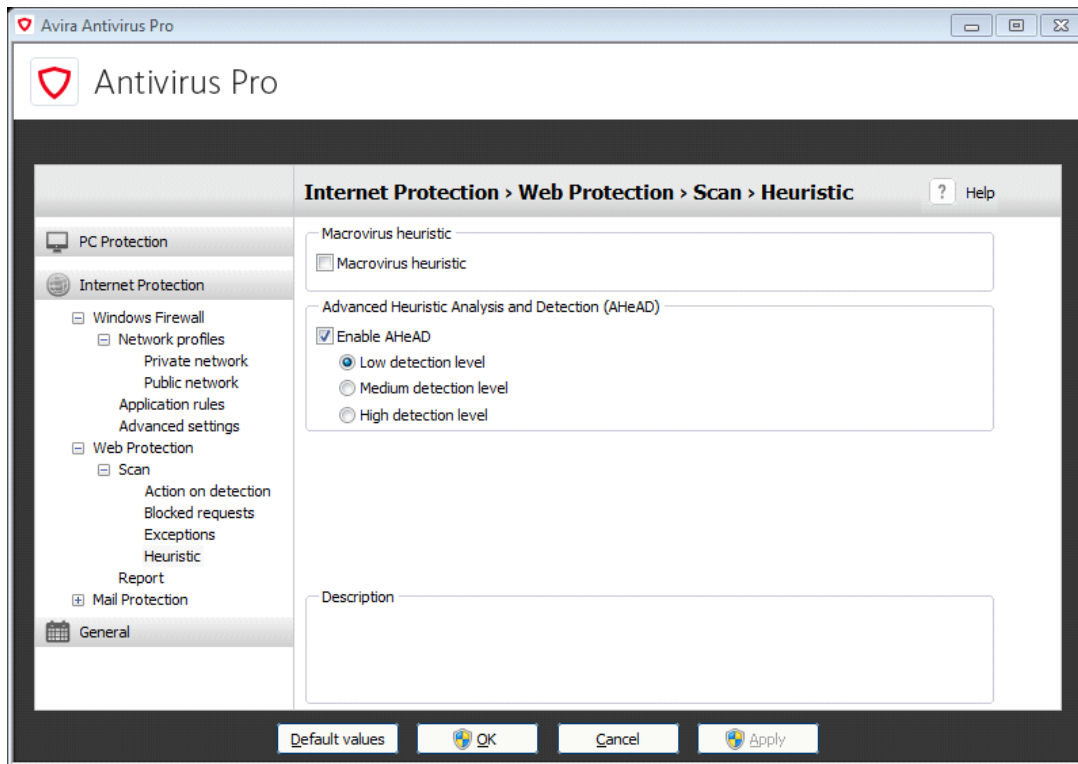 Avira Antivirus Pro
Antivirus Pro
Internet Protection › Web Protection › Scan › Heuristic
? Help
PC Protection
Internet Protection
Windows Firewall
Network profiles
Private network
Public network
Application rules
Advanced settings
Web Protection
Scan
Action on detection
Blocked requests
Exceptions
Heuristic
Report
Mail Protection
General
Macrovirus heuristic
Macrovirus heuristic
Advanced Heuristic Analysis and Detection (AHeAD)
Enable AHeAD
Low detection level
Medium detection level
High detection level
Description
Default values
OK
Cancel
Apply